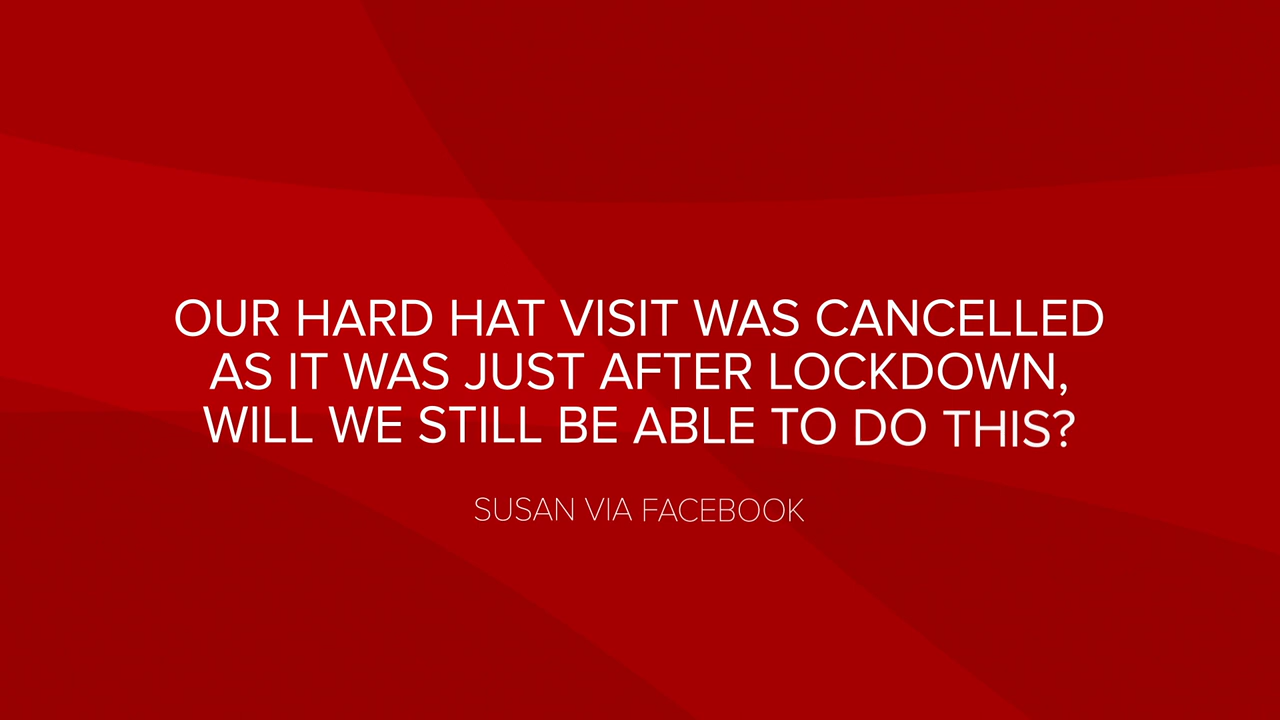 OUR HARD HAT VISIT WAS CANCELLED
AS IT WAS JUST AFTER LOCKDOWN,
WILL WE STILL BE ABLE TO DO THIS?
SUSAN VIA FACEBOOK